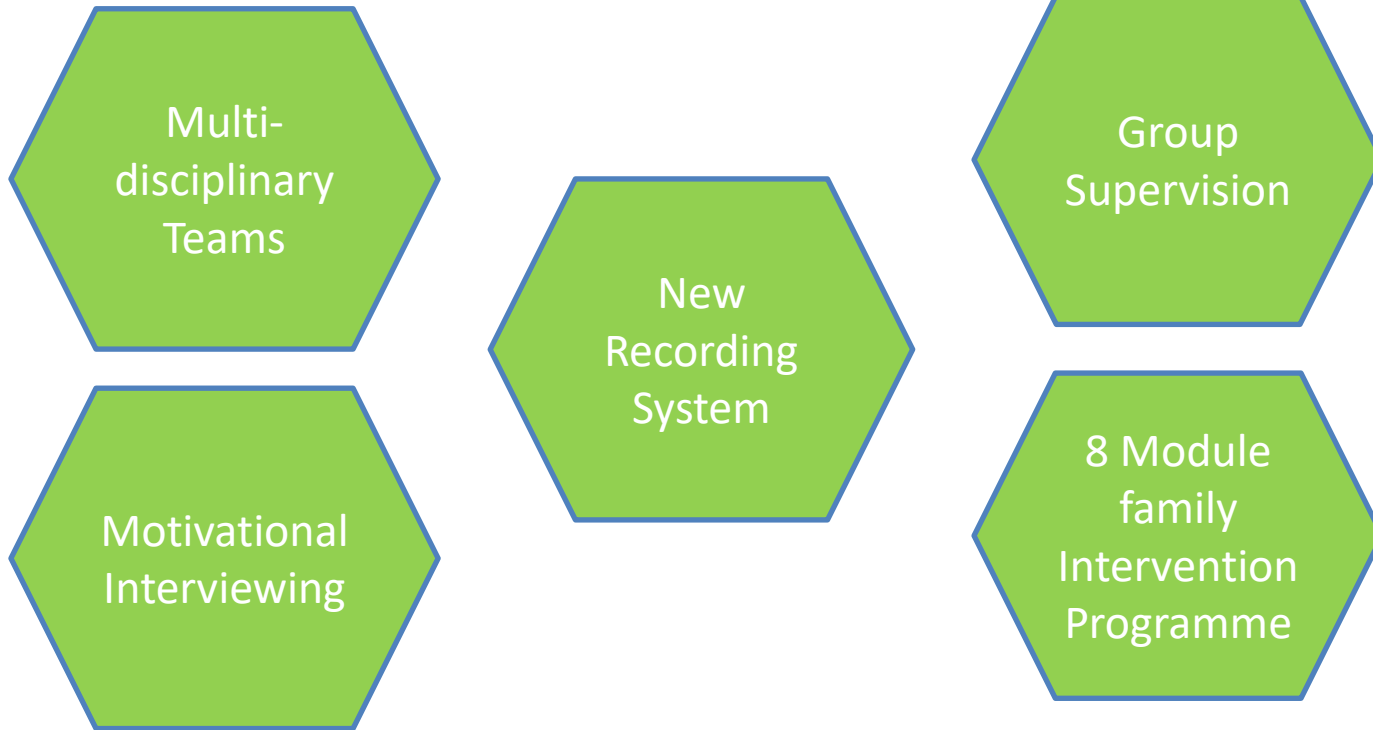 Multi-
disciplinary
Teams
Group
Supervision
New
Recording
System
Motivational
Interviewing
8 Module
family
Intervention
Programme